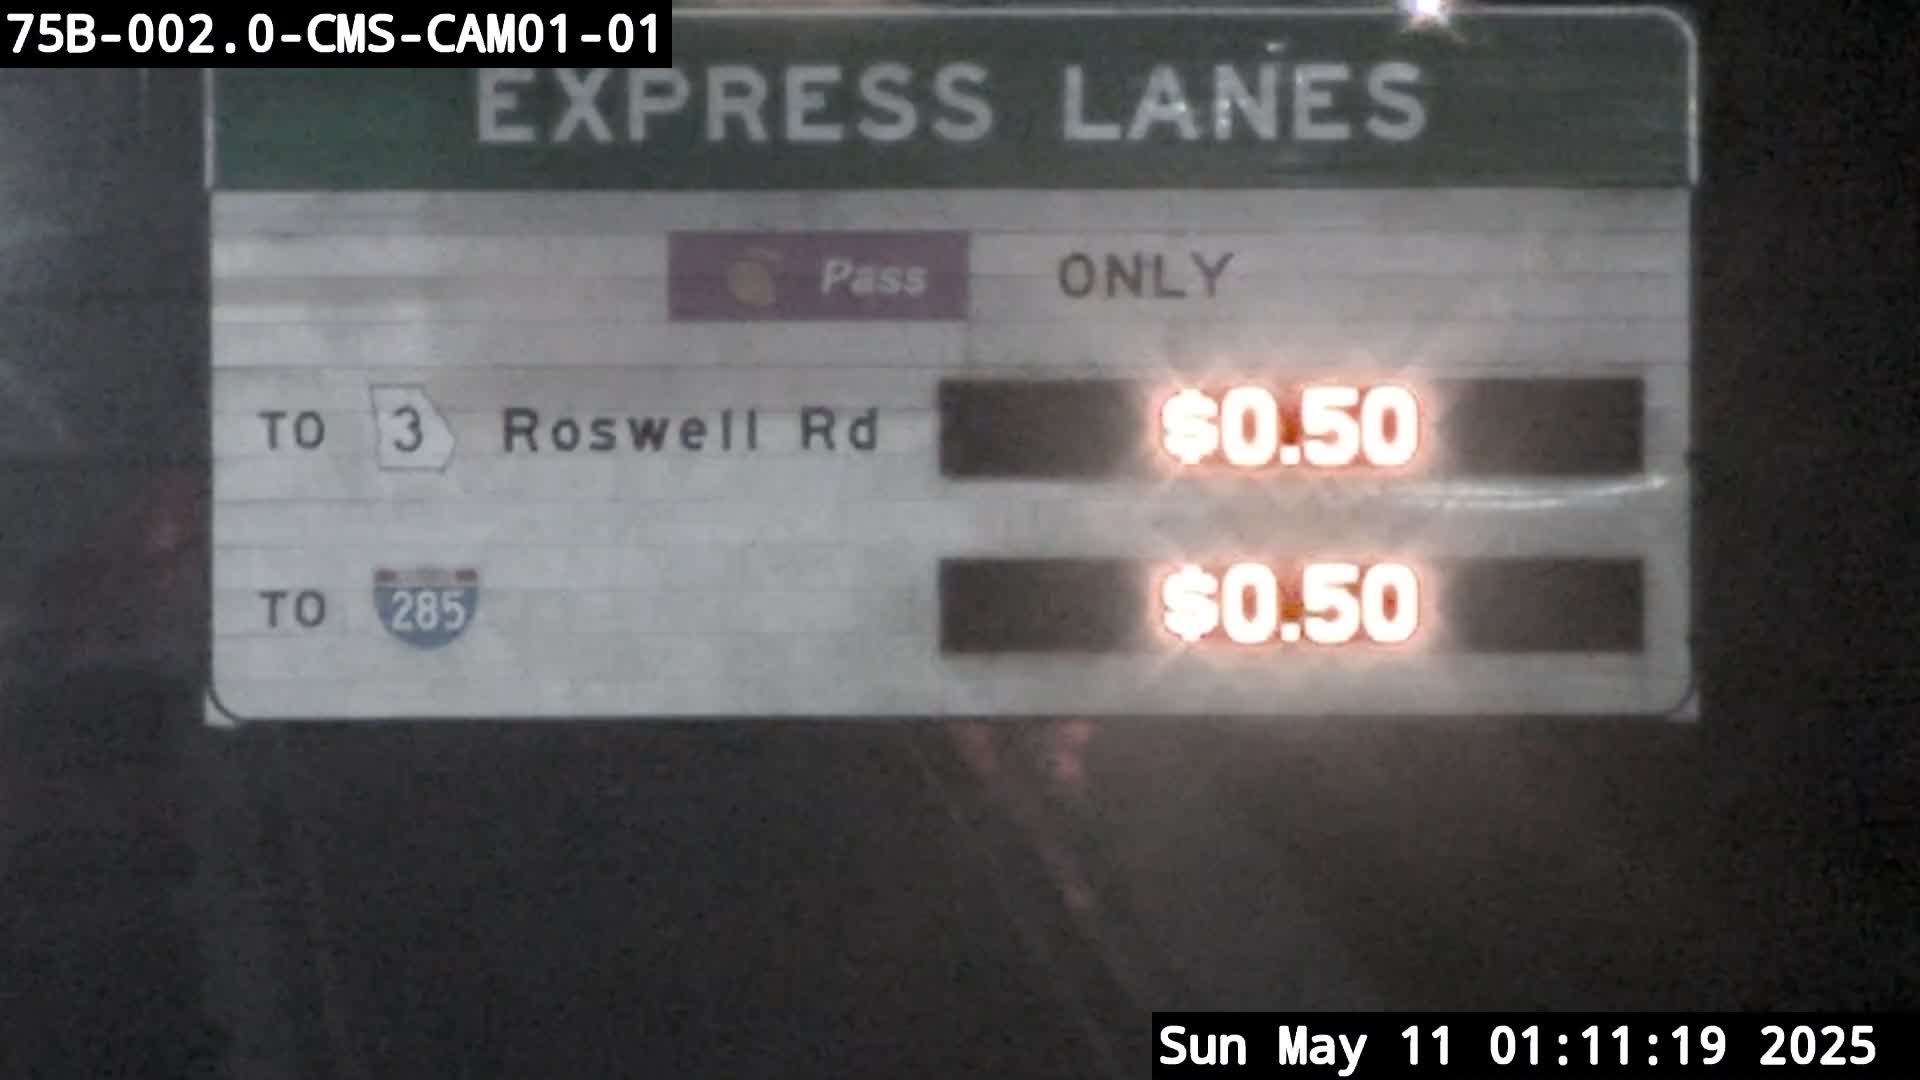 75B-002.0-CMS-CAM01-01
EXPRESS LANES
Pass ONLY
TO 3 Roswell Rd $0.50
TO 285 $0.50
Sun May 11 01:11:19 2025